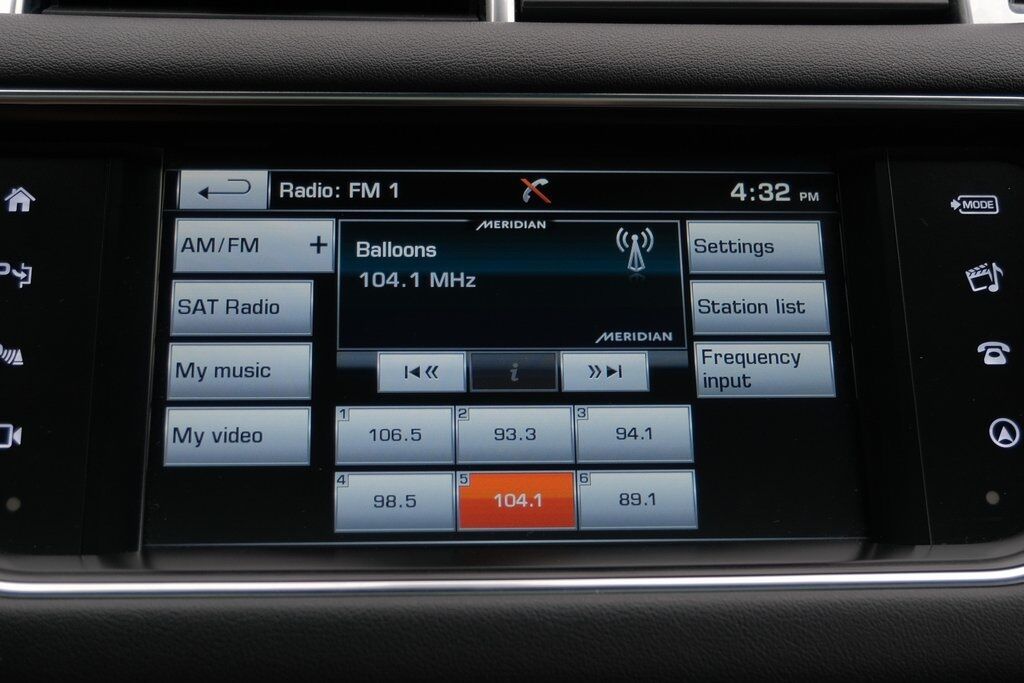 Radio: FM 1
4:32 PM
MERIDIAN
AM/FM +
Balloons
104.1 MHz
Settings
SAT Radio
Station list
MERIDIAN
My music
i
Frequency
input
My video
1 106.5
2 93.3
3 94.1
4 98.5
5 104.1
6 89.1
P
MODE